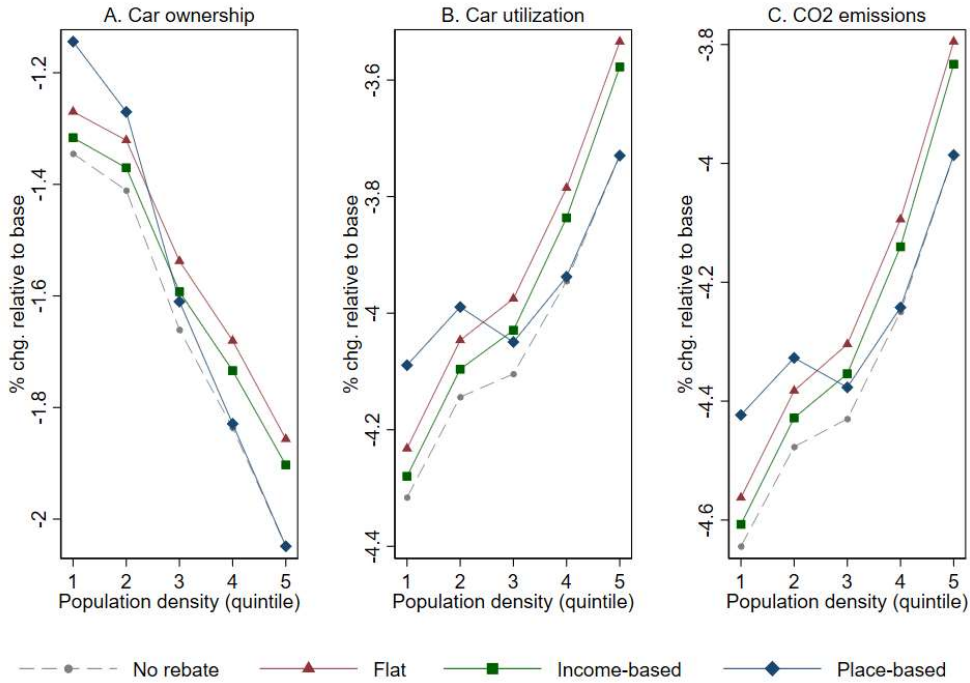 A. Car ownership
% chg. relative to base
-1.2
-1.4
-1.6
-1.8
-2
1 2 3 4 5
Population density (quintile)
B. Car utilization
% chg. relative to base
-3.6
-3.8
-4
-4.2
-4.4
1 2 3 4 5
Population density (quintile)
C. CO2 emissions
% chg. relative to base
-3.8
-4
-4.2
-4.4
-4.6
1 2 3 4 5
Population density (quintile)
No rebate Flat Income-based Place-based